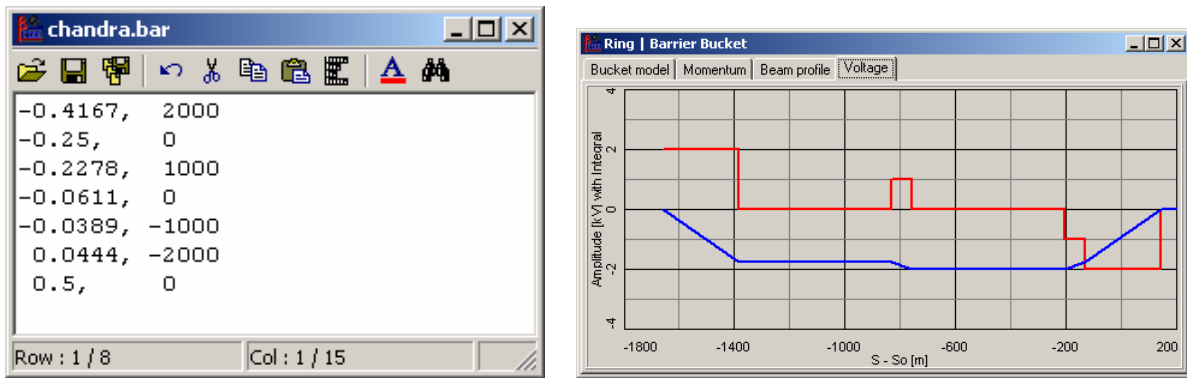 chandra.bar
-0.4167, 2000
-0.25, 0
-0.2278, 1000
-0.0611, 0
-0.0389, -1000
0.0444, -2000
0.5, 0
Row : 1 / 8 Col : 1 / 15
Ring | Barrier Bucket
Bucket model Momentum Beam profile Voltage
Amplitude [kV] with Integral
4
2
0
-2
-4
-1800 -1400 -1000 -600 -200 200
S - So [m]